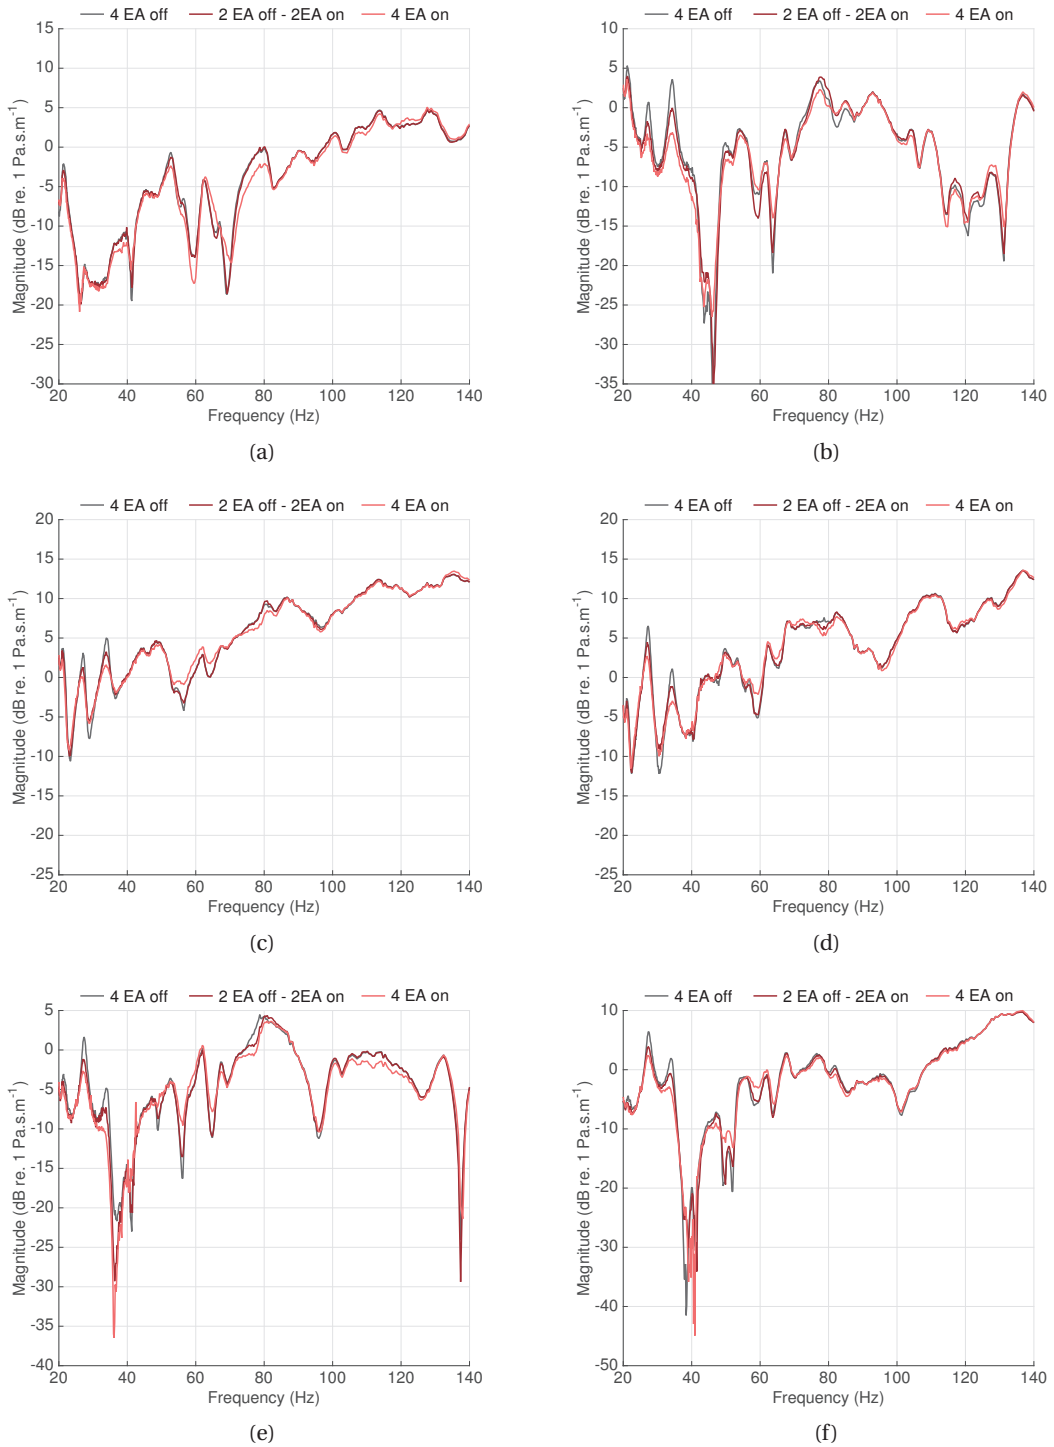 4 EA off 2 EA off - 2EA on 4 EA on
15
10
5
0
-5
-10
-15
-20
-25
-30
Magnitude (dB re. 1 Pa.s.m⁻¹)
20 40 60 80 100 120 140
Frequency (Hz)
(a)
4 EA off 2 EA off - 2EA on 4 EA on
10
5
0
-5
-10
-15
-20
-25
-30
-35
Magnitude (dB re. 1 Pa.s.m⁻¹)
20 40 60 80 100 120 140
Frequency (Hz)
(b)
4 EA off 2 EA off - 2EA on 4 EA on
20
15
10
5
0
-5
-10
-15
-20
-25
Magnitude (dB re. 1 Pa.s.m⁻¹)
20 40 60 80 100 120 140
Frequency (Hz)
(c)
4 EA off 2 EA off - 2EA on 4 EA on
20
15
10
5
0
-5
-10
-15
-20
-25
Magnitude (dB re. 1 Pa.s.m⁻¹)
20 40 60 80 100 120 140
Frequency (Hz)
(d)
4 EA off 2 EA off - 2EA on 4 EA on
5
0
-5
-10
-15
-20
-25
-30
-35
-40
Magnitude (dB re. 1 Pa.s.m⁻¹)
20 40 60 80 100 120 140
Frequency (Hz)
(e)
4 EA off 2 EA off - 2EA on 4 EA on
10
0
-10
-20
-30
-40
-50
Magnitude (dB re. 1 Pa.s.m⁻¹)
20 40 60 80 100 120 140
Frequency (Hz)
(f)